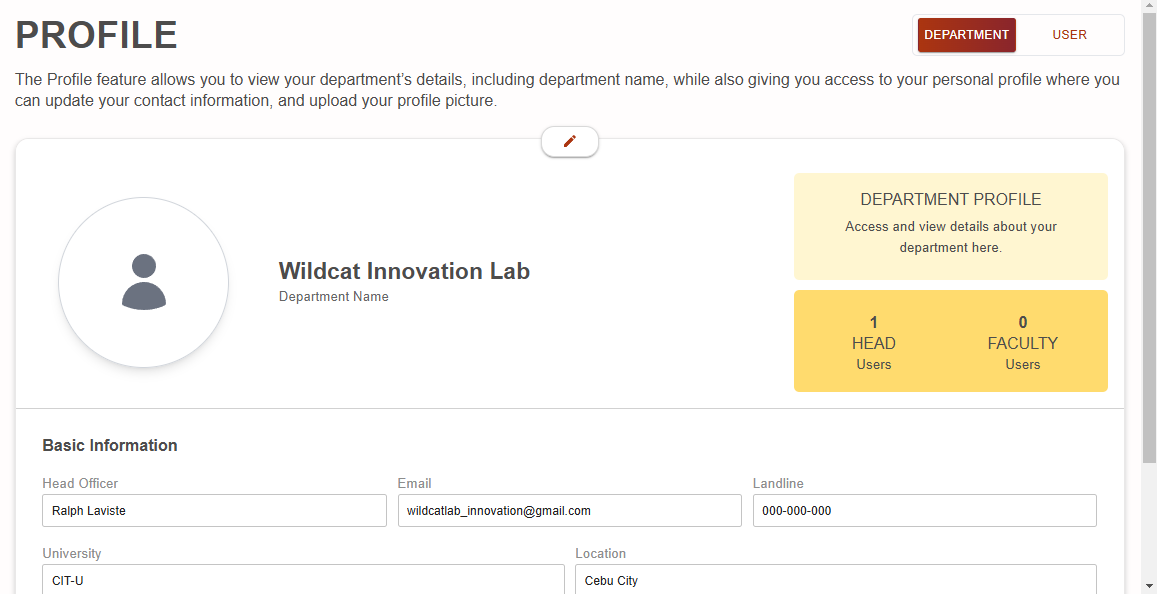 PROFILE
DEPARTMENT
USER
The Profile feature allows you to view your department’s details, including department name, while also giving you access to your personal profile where you
can update your contact information, and upload your profile picture.
DEPARTMENT PROFILE
Access and view details about your
department here.
Wildcat Innovation Lab
Department Name
1
HEAD
Users
0
FACULTY
Users
Basic Information
Head Officer
Ralph Laviste
Email
wildcatlab_innovation@gmail.com
Landline
000-000-000
University
CIT-U
Location
Cebu City